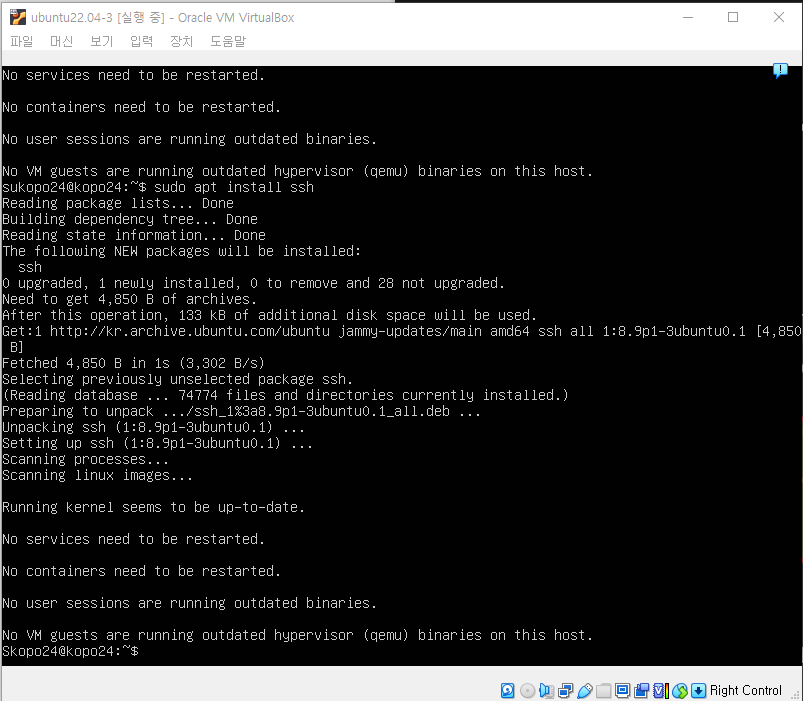 ubuntu22.04-3 [실행 중] - Oracle VM VirtualBox
파일 머신 보기 입력 장치 도움말
No services need to be restarted.
No containers need to be restarted.
No user sessions are running outdated binaries.
No VM guests are running outdated hypervisor (qemu) binaries on this host.
sukopo24@kopo24:~$ sudo apt install ssh
Reading package lists... Done
Building dependency tree... Done
Reading state information... Done
The following NEW packages will be installed:
ssh
0 upgraded, 1 newly installed, 0 to remove and 28 not upgraded.
Need to get 4,850 B of archives.
After this operation, 133 kB of additional disk space will be used.
Get:1 http://kr.archive.ubuntu.com/ubuntu jammy-updates/main amd64 ssh all 1:8.9p1-3ubuntu0.1 [4,850
B]
Fetched 4,850 B in 1s (3,302 B/s)
Selecting previously unselected package ssh.
(Reading database ... 74774 files and directories currently installed.)
Preparing to unpack .../ssh_1%3a8.9p1-3ubuntu0.1_all.deb ...
Unpacking ssh (1:8.9p1-3ubuntu0.1) ...
Setting up ssh (1:8.9p1-3ubuntu0.1) ...
Scanning processes...
Scanning linux images...
Running kernel seems to be up-to-date.
No services need to be restarted.
No containers need to be restarted.
No user sessions are running outdated binaries.
No VM guests are running outdated hypervisor (qemu) binaries on this host.
Skopo24@kopo24:~$
Right Control